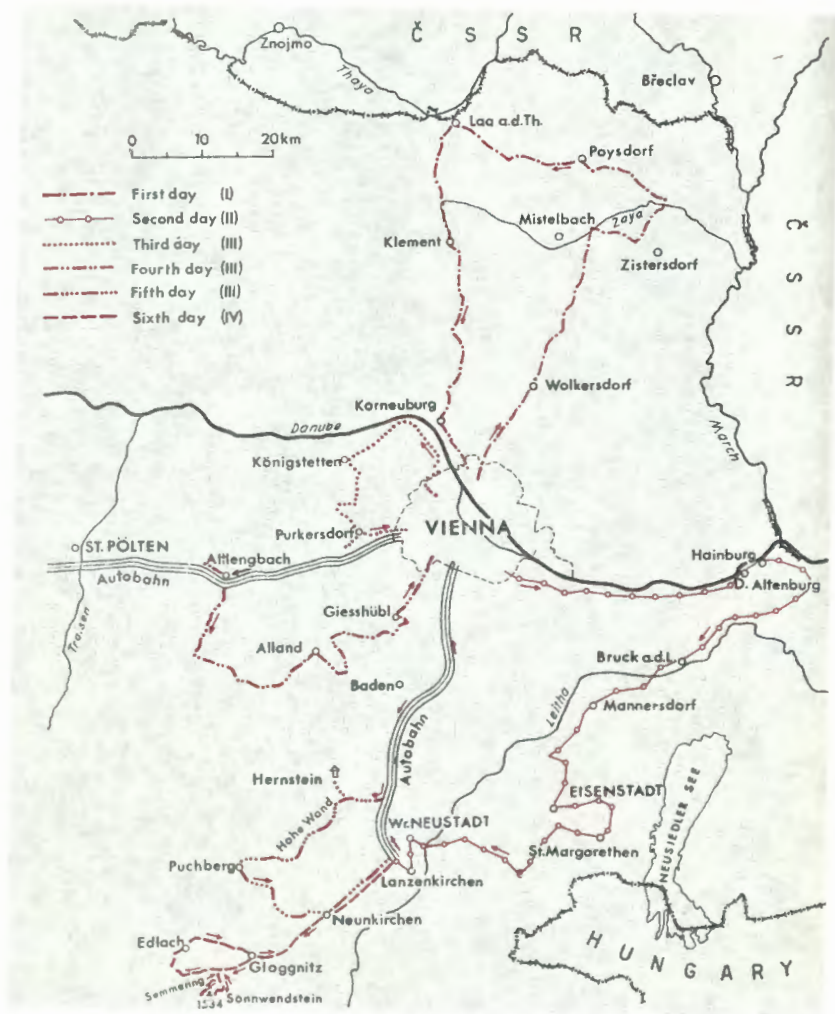 Č S S R
Znojmo
Thaya
Břeclav
Laa a.d.Th.
0 10 20km
Poysdorf
First day (I)
Second day (II)
Third day (III)
Fourth day (III)
Fifth day (III)
Sixth day (IV)
Mistelbach
Zaya
Klement
Zistersdorf
Č S S R
Wolkersdorf
Korneuburg
Danube
March
Königstetten
VIENNA
Purkersdorf
ST. PÖLTEN
Altlengbach
Autobahn
Hainburg
D. Altenburg
Giesshübl
Traisen
Alland
Bruck a.d.L.
Baden
Leitha
Mannersdorf
Autobahn
Hernstein
EISENSTADT
NEUSIEDLER SEE
Hohe Wand
Wr. NEUSTADT
St. Margarethen
Puchberg
Lanzenkirchen
Neunkirchen
Edlach
Gloggnitz
HUNGARY
Semmering
1534 Sonnwendstein